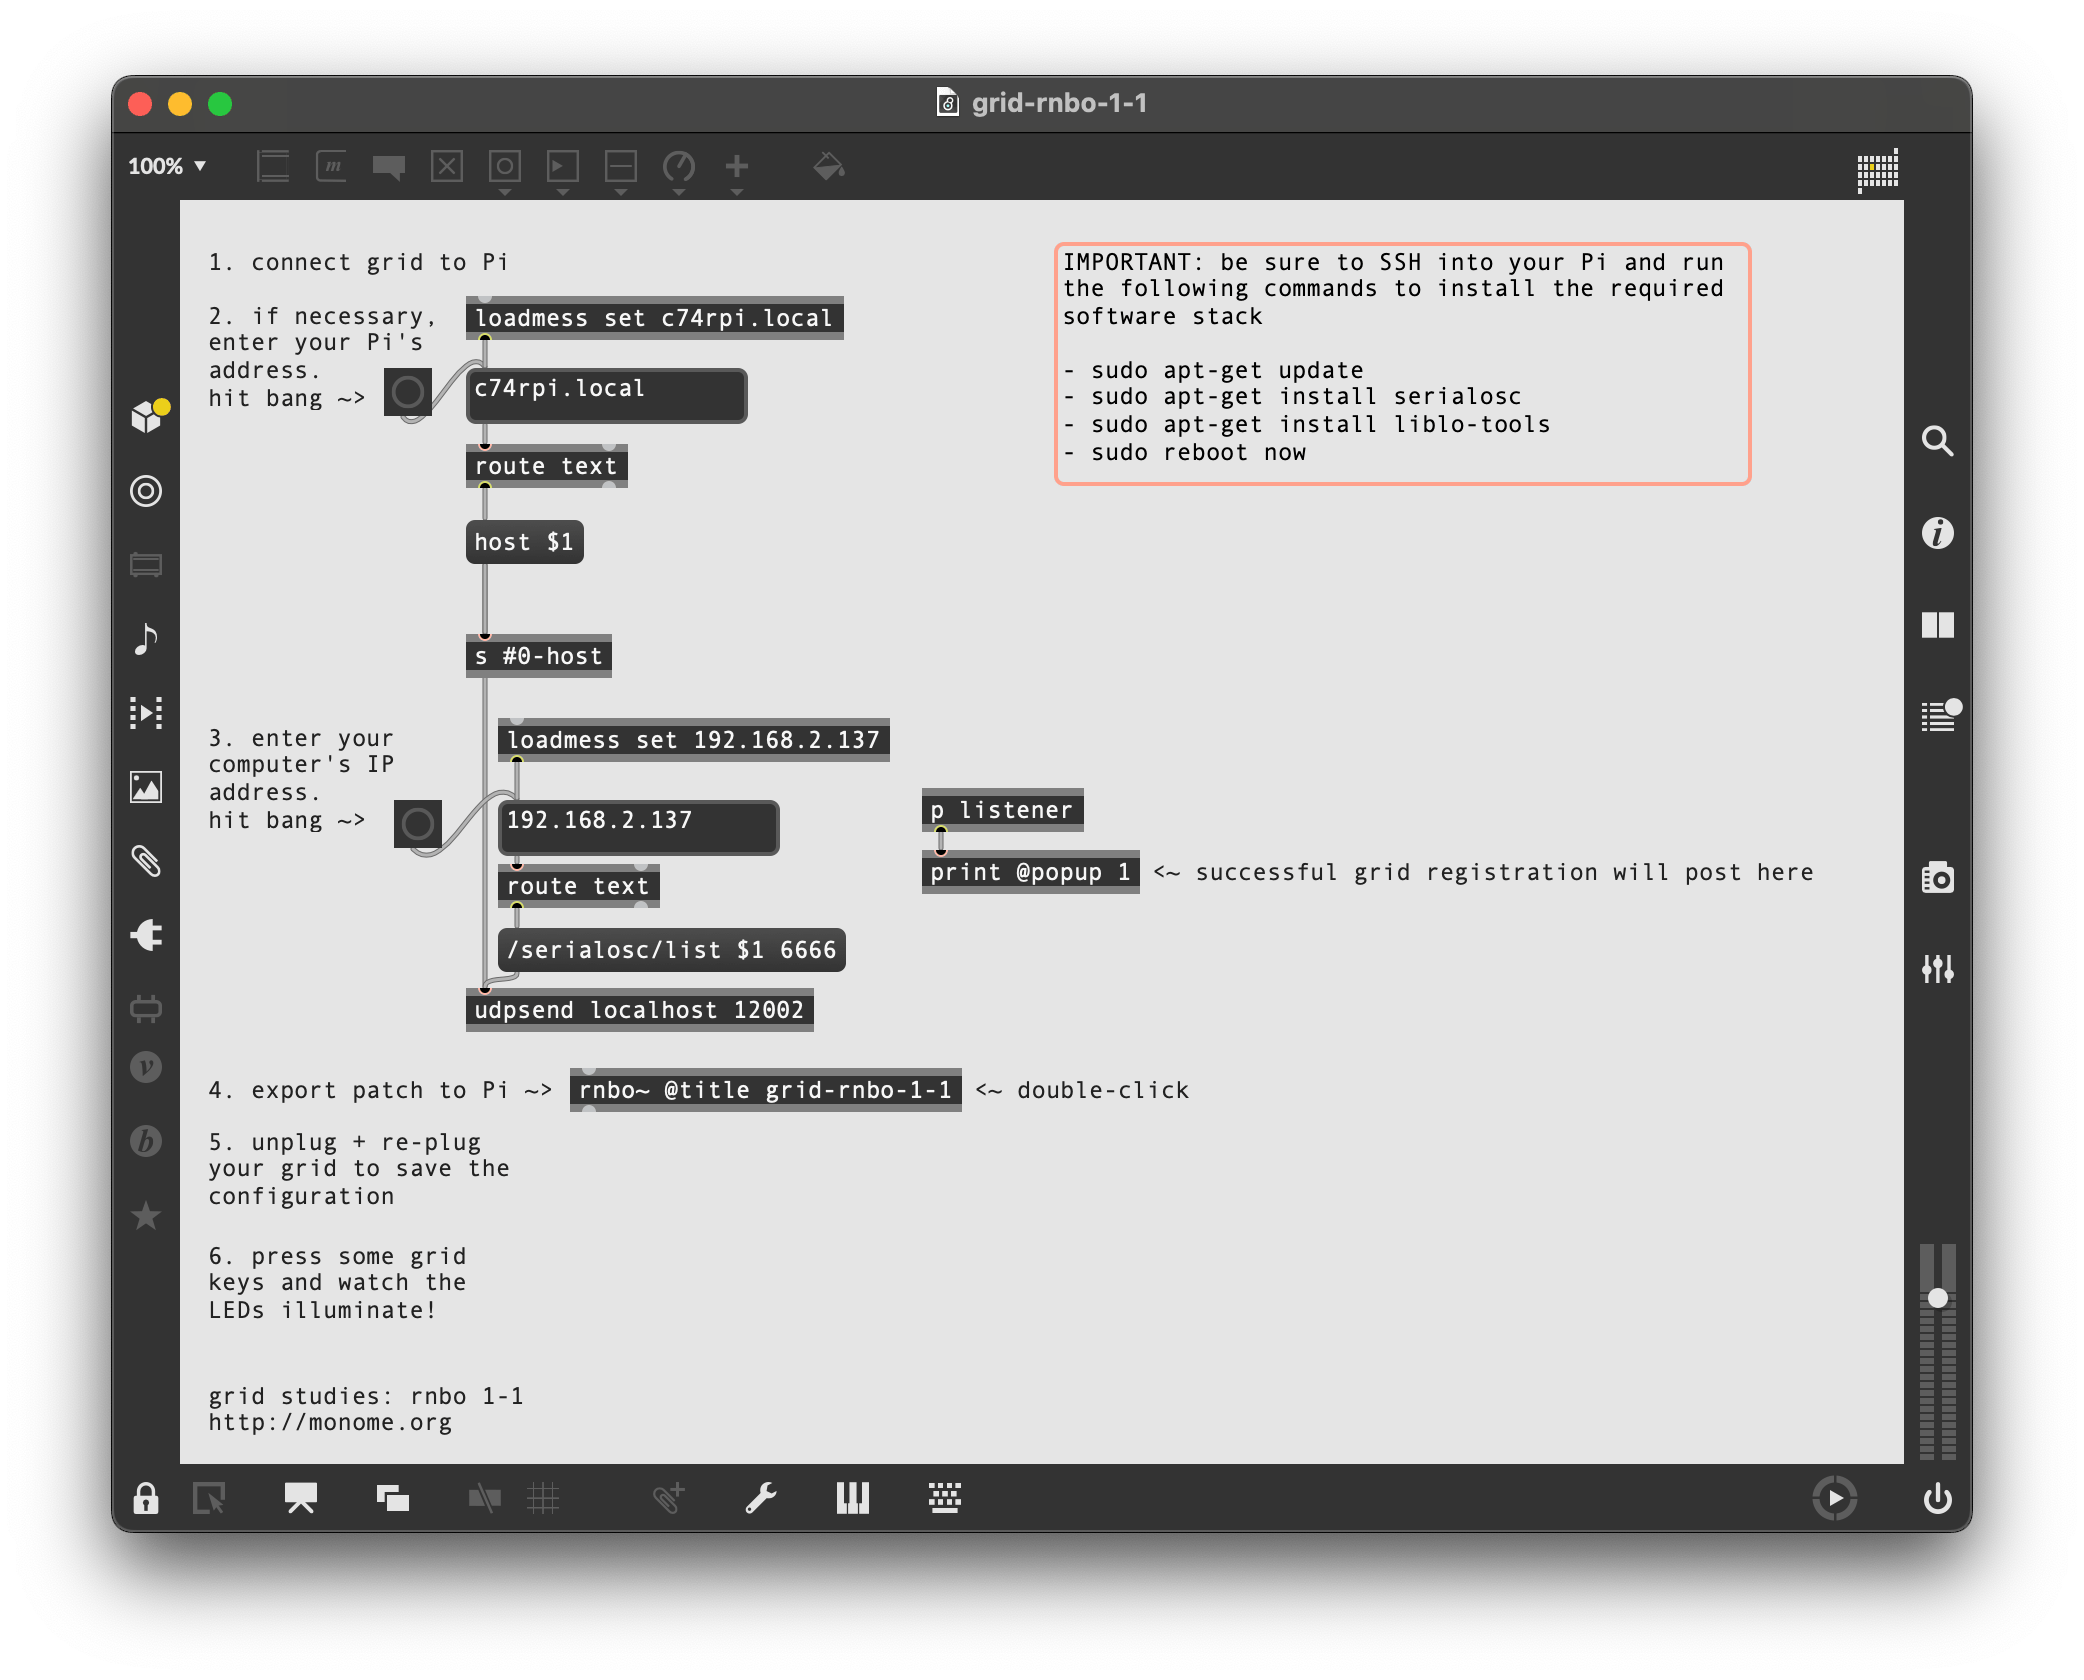 grid-rnbo-1-1
100%
1. connect grid to Pi
2. if necessary,
enter your Pi's
address.
hit bang ~>
loadmess set c74rpi.local
c74rpi.local
route text
host $1
s #0-host
IMPORTANT: be sure to SSH into your Pi and run
the following commands to install the required
software stack
- sudo apt-get update
- sudo apt-get install serialosc
- sudo apt-get install liblo-tools
- sudo reboot now
3. enter your
computer's IP
address.
hit bang ~>
loadmess set 192.168.2.137
192.168.2.137
route text
/serialosc/list $1 6666
udpsend localhost 12002
p listener
print @popup 1 <~ successful grid registration will post here
4. export patch to Pi ~> rnbo~ @title grid-rnbo-1-1 <~ double-click
5. unplug + re-plug
your grid to save the
configuration
6. press some grid
keys and watch the
LEDs illuminate!
grid studies: rnbo 1-1
http://monome.org